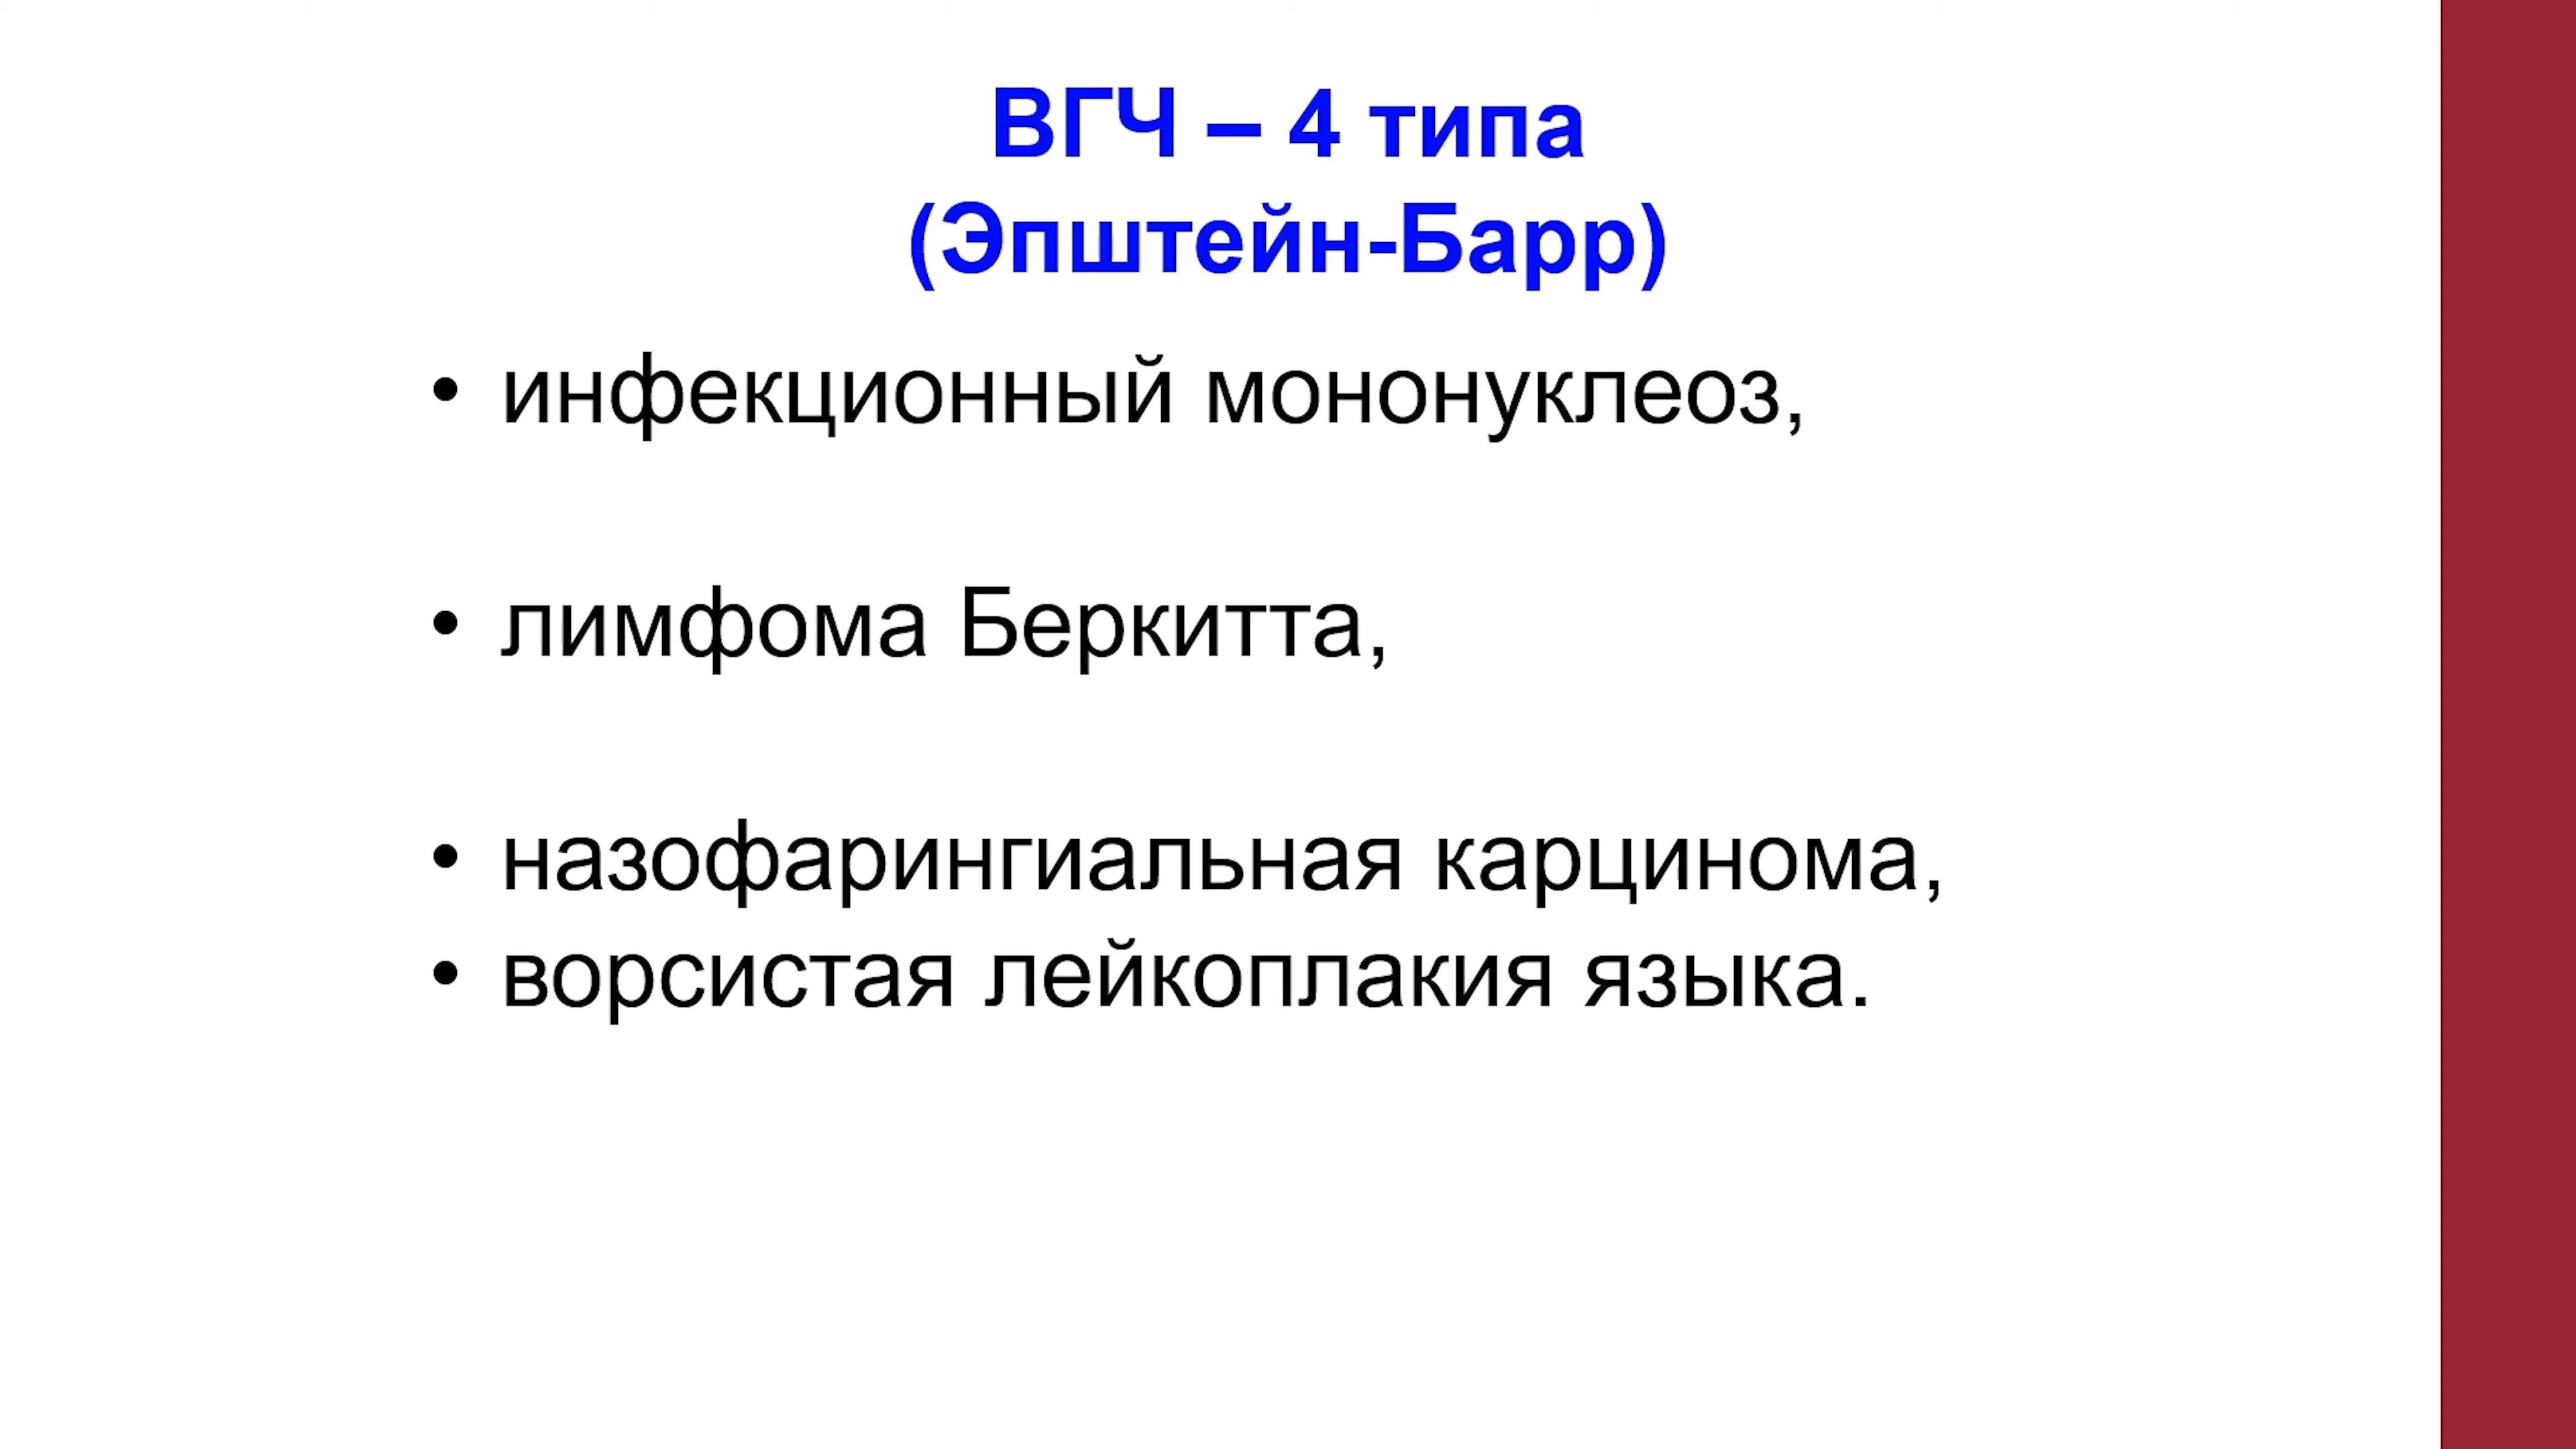 ВГЧ – 4 типа
(Эпштейн-Барр)
• инфекционный мононуклеоз,
• лимфома Беркитта,
• назофарингиальная карцинома,
• ворсистая лейкоплакия языка.